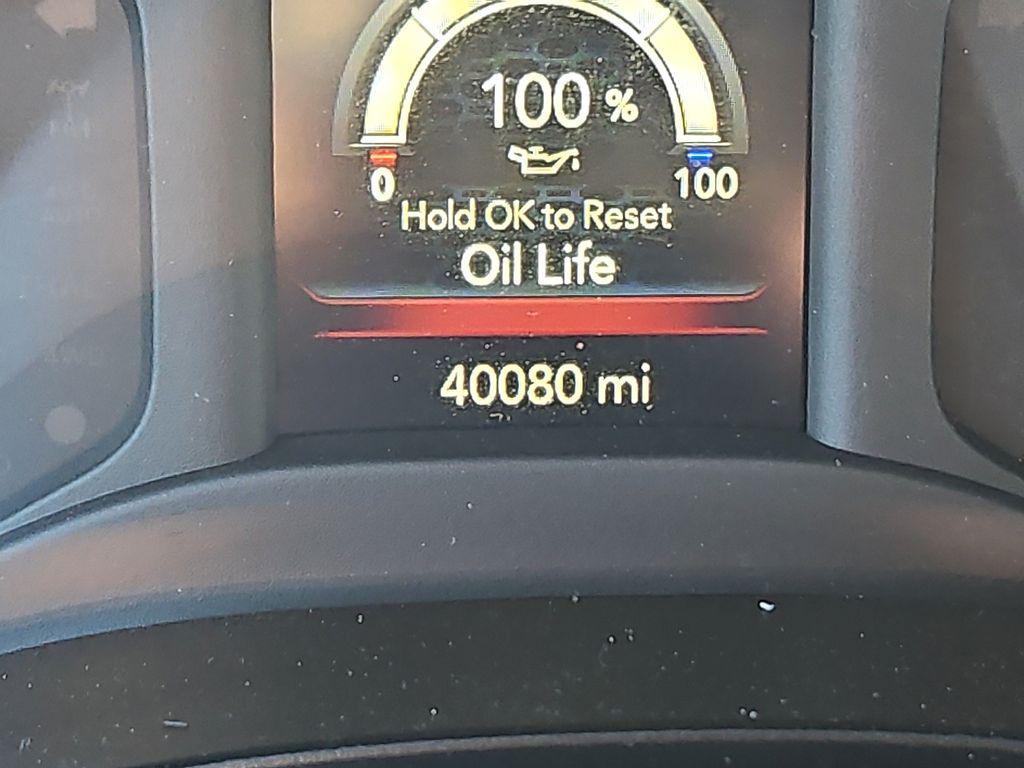 100 %
0 100
Hold OK to Reset
Oil Life
40080 mi